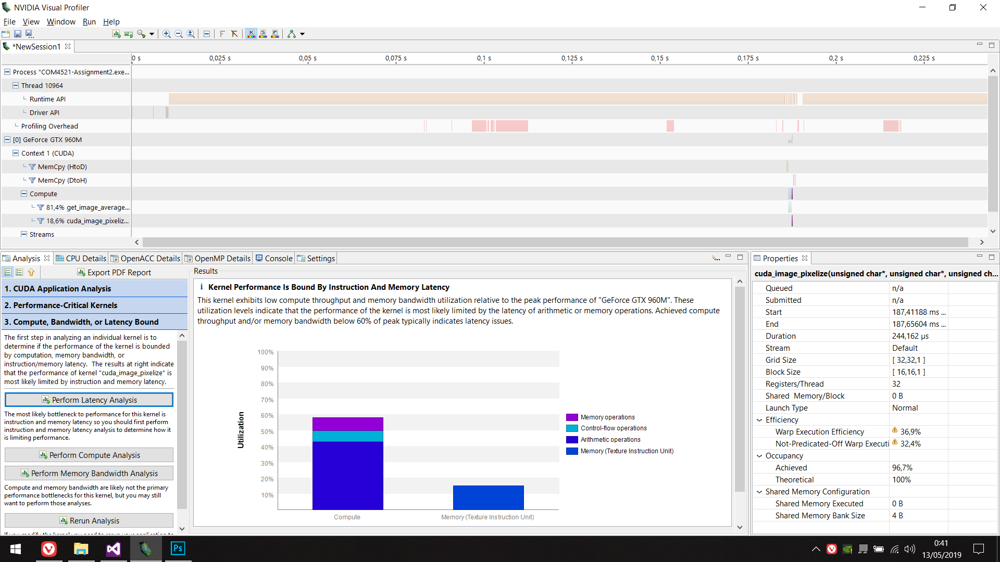 NVIDIA Visual Profiler
File View Window Run Help
*NewSession1
0 s 0,025 s 0,05 s 0,075 s 0,1 s 0,125 s 0,15 s 0,175 s 0,2 s 0,225 s
Process "COM4521-Assignment2.exe...
Thread 10964
Runtime API
Driver API
Profiling Overhead
[0] GeForce GTX 960M
Context 1 (CUDA)
MemCpy (HtoD)
MemCpy (DtoH)
Compute
81,4% get_image_average...
18,6% cuda_image_pixeliz...
Streams
Analysis CPU Details OpenACC Details OpenMP Details Console Settings
Export PDF Report
1. CUDA Application Analysis
2. Performance-Critical Kernels
3. Compute, Bandwidth, or Latency Bound
The first step in analyzing an individual kernel is to
determine if the performance of the kernel is bounded
by computation, memory bandwidth, or
instruction/memory latency. The results at right indicate
that the performance of kernel "cuda_image_pixelize" is
most likely limited by instruction and memory latency.
Perform Latency Analysis
The most likely bottleneck to performance for this kernel is
instruction and memory latency so you should first perform
instruction and memory latency analysis to determine how it
is limiting performance.
Perform Compute Analysis
Perform Memory Bandwidth Analysis
Compute and memory bandwidth are likely not the primary
performance bottlenecks for this kernel, but you may still
want to perform those analyses.
Rerun Analysis
Results
i Kernel Performance Is Bound By Instruction And Memory Latency
This kernel exhibits low compute throughput and memory bandwidth utilization relative to the peak performance of "GeForce GTX 960M". These
utilization levels indicate that the performance of the kernel is most likely limited by the latency of arithmetic or memory operations. Achieved compute
throughput and/or memory bandwidth below 60% of peak typically indicates latency issues.
Utilization
100%
90%
80%
70%
60%
50%
40%
30%
20%
10%
Compute Memory (Texture Instruction Unit)
Memory operations
Control-flow operations
Arithmetic operations
Memory (Texture Instruction Unit)
Properties
cuda_image_pixelize(unsigned char*, unsigned char*, unsigned ch...
Queued n/a
Submitted n/a
Start 187,41188 ms ...
End 187,65604 ms ...
Duration 244,162 µs
Stream Default
Grid Size [ 32,32,1 ]
Block Size [ 16,16,1 ]
Registers/Thread 32
Shared Memory/Block 0 B
Launch Type Normal
Efficiency
Warp Execution Efficiency 36,9%
Not-Predicated-Off Warp Executi 32,4%
Occupancy
Achieved 96,7%
Theoretical 100%
Shared Memory Configuration
Shared Memory Executed 0 B
Shared Memory Bank Size 4 B
Ps
0:41
13/05/2019